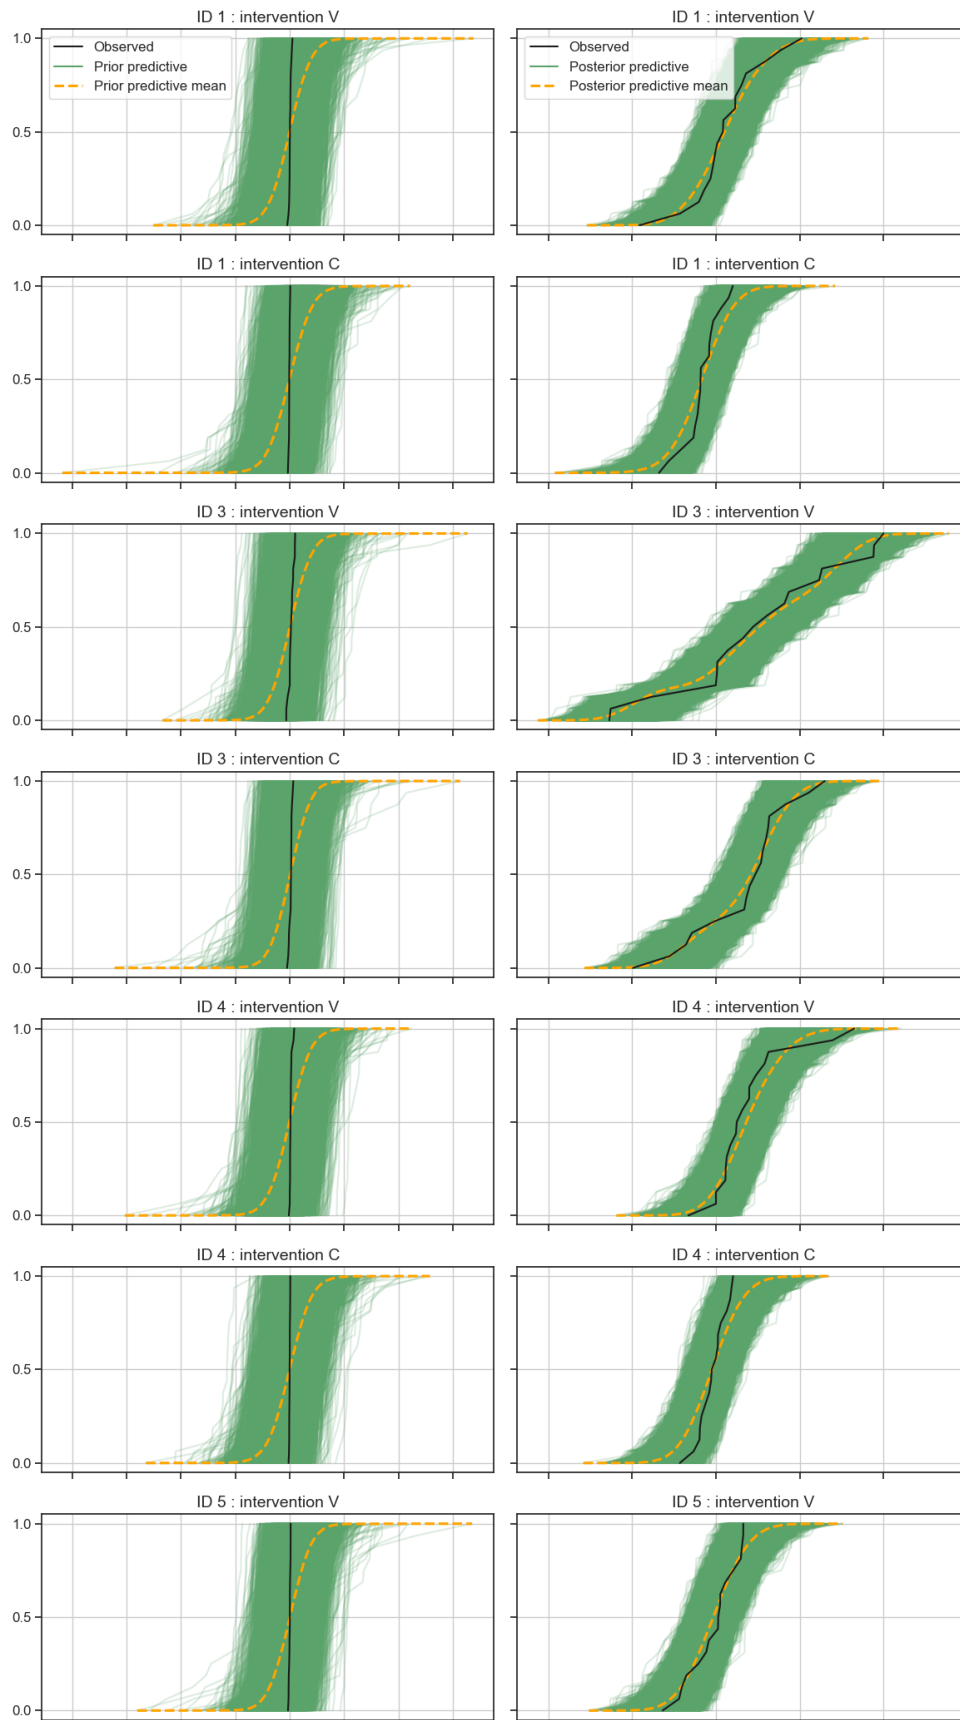 ID 1 : intervention V
ID 1 : intervention V
1.0
Observed
Prior predictive
Prior predictive mean
Observed
Posterior predictive
Posterior predictive mean
0.5
0.0
ID 1 : intervention C
ID 1 : intervention C
1.0
0.5
0.0
ID 3 : intervention V
ID 3 : intervention V
1.0
0.5
0.0
ID 3 : intervention C
ID 3 : intervention C
1.0
0.5
0.0
ID 4 : intervention V
ID 4 : intervention V
1.0
0.5
0.0
ID 4 : intervention C
ID 4 : intervention C
1.0
0.5
0.0
ID 5 : intervention V
ID 5 : intervention V
1.0
0.5
0.0